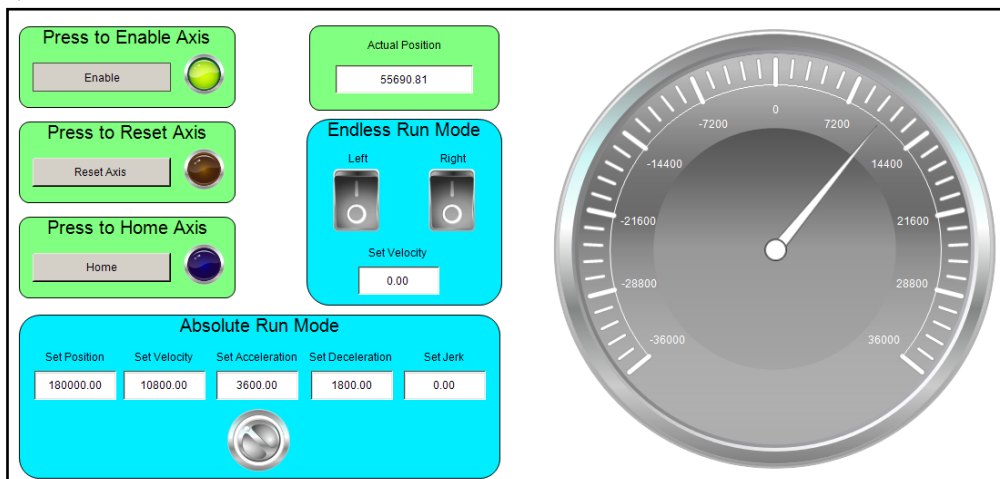 Press to Enable Axis
Enable
Press to Reset Axis
Reset Axis
Press to Home Axis
Home
Actual Position
55690.81
Endless Run Mode
Left Right
Set Velocity
0.00
Absolute Run Mode
Set Position Set Velocity Set Acceleration Set Deceleration Set Jerk
180000.00 10800.00 3600.00 1800.00 0.00
0
-7200 7200
-14400 14400
-21600 21600
-28800 28800
-36000 36000